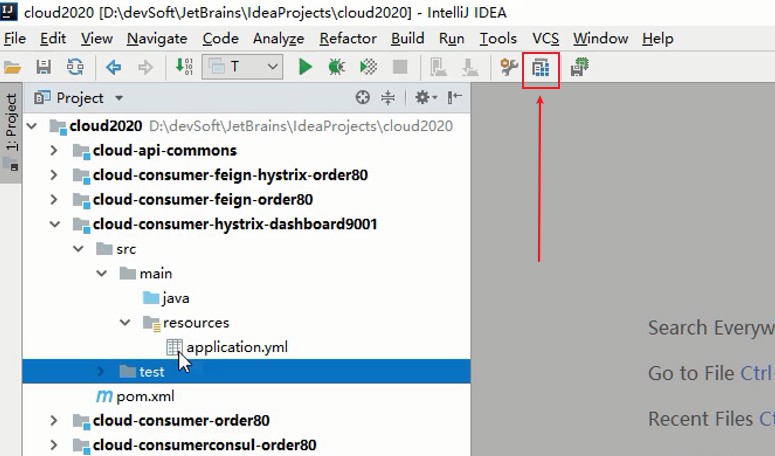 cloud2020 [D:\devSoft\JetBrains\IdeaProjects\cloud2020] - IntelliJ IDEA
File Edit View Navigate Code Analyze Refactor Build Run Tools VCS Window Help
T
1: Project
Project
cloud2020 D:\devSoft\JetBrains\IdeaProjects\cloud2020
cloud-api-commons
cloud-consumer-feign-hystrix-order80
cloud-consumer-feign-order80
cloud-consumer-hystrix-dashboard9001
src
main
java
resources
application.yml
test
pom.xml
cloud-consumer-order80
cloud-consumerconsul-order80
Search Everyw
Go to File Ctrl
Recent Files Ct